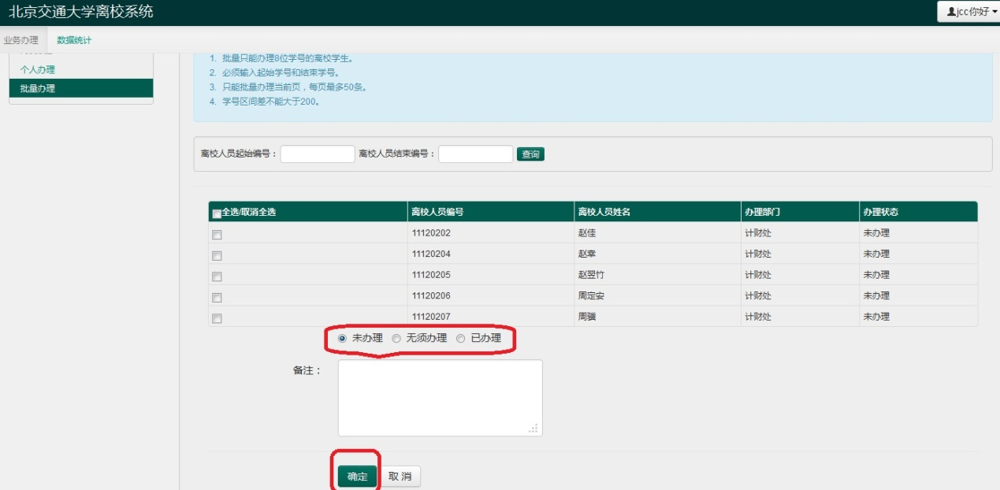 北京交通大学离校系统
jcc你好
业务办理 数据统计
个人办理
批量办理
1. 批量只能办理8位学号的离校学生。
2. 必须输入起始学号和结束学号。
3. 只能批量办理当前页，每页最多50条。
4. 学号区间差不能大于200。
离校人员起始编号： 离校人员结束编号： 查询
全选/取消全选 离校人员编号 离校人员姓名 办理部门 办理状态
11120202 赵佳 计财处 未办理
11120204 赵幸 计财处 未办理
11120205 赵翌竹 计财处 未办理
11120206 周定安 计财处 未办理
11120207 周骥 计财处 未办理
未办理 无须办理 已办理
备注：
确定 取消